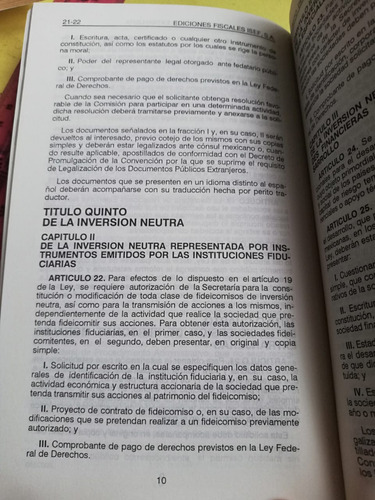 21-22 EDICIONES FISCALES ISEF, S.A.
I. Escritura, acta, certificado o cualquier otro instrumento de
constitución, así como los estatutos por los cuales se rige la perso-
na moral;
II. Poder del representante legal otorgado ante fedatario públi-
co; y
III. Comprobante de pago de derechos previstos en la Ley Fede-
ral de Derechos.
Cuando sea necesario que el solicitante obtenga resolución favo-
rable de la Comisión para participar en una determinada actividad,
dicha resolución deberá tramitarse previamente y anexarse a la soli-
citud.
Los documentos señalados en la fracción I y, en su caso, II serán
devueltos al interesado, previo cotejo de los mismos con sus copias
simples y deberán estar legalizados ante cónsul mexicano o, cuan-
do resulte aplicable, apostillados de conformidad con el Decreto de
Promulgación de la Convención por la que se suprime el requisito
de Legalización de los Documentos Públicos Extranjeros.
Los documentos que se presenten en un idioma distinto al espa-
ñol deberán acompañarse con su traducción hecha por perito tra-
ductor.
TITULO QUINTO
DE LA INVERSION NEUTRA
CAPITULO II
DE LA INVERSION NEUTRA REPRESENTADA POR INS-
TRUMENTOS EMITIDOS POR LAS INSTITUCIONES FIDU-
CIARIAS
ARTICULO 22. Para efectos de lo dispuesto en el artículo 19
de la Ley, se requiere autorización de la Secretaría para la cons-
titución o modificación de toda clase de fideicomisos de inversión
neutra, así como para la transmisión de acciones a los mismos, in-
dependientemente de la actividad que realice la sociedad que pre-
tenda fideicomitir sus acciones. Para obtener esta autorización, las
instituciones fiduciarias, en el primer caso, y las sociedades fidei-
comitentes, en el segundo, deben presentar, en original y copia
simple:
I. Solicitud por escrito en la cual se especifiquen los datos gene-
rales de identificación de la institución fiduciaria y, en su caso, la
actividad económica y estructura accionaria de la sociedad que pre-
tenda transmitir sus acciones al patrimonio del fideicomiso;
II. Proyecto de contrato de fideicomiso o, en su caso, de las mo-
dificaciones que se pretendan realizar a un fideicomiso previamente
autorizado; y
III. Comprobante de pago de derechos previstos en la Ley Fede-
ral de Derechos.
10
TITULO
INVERSION
ARTICULO 24.
ARTICULO 25.
I. Cuestionar
II. Escritura
constitución,
sociedad
III.
el
de
IV.